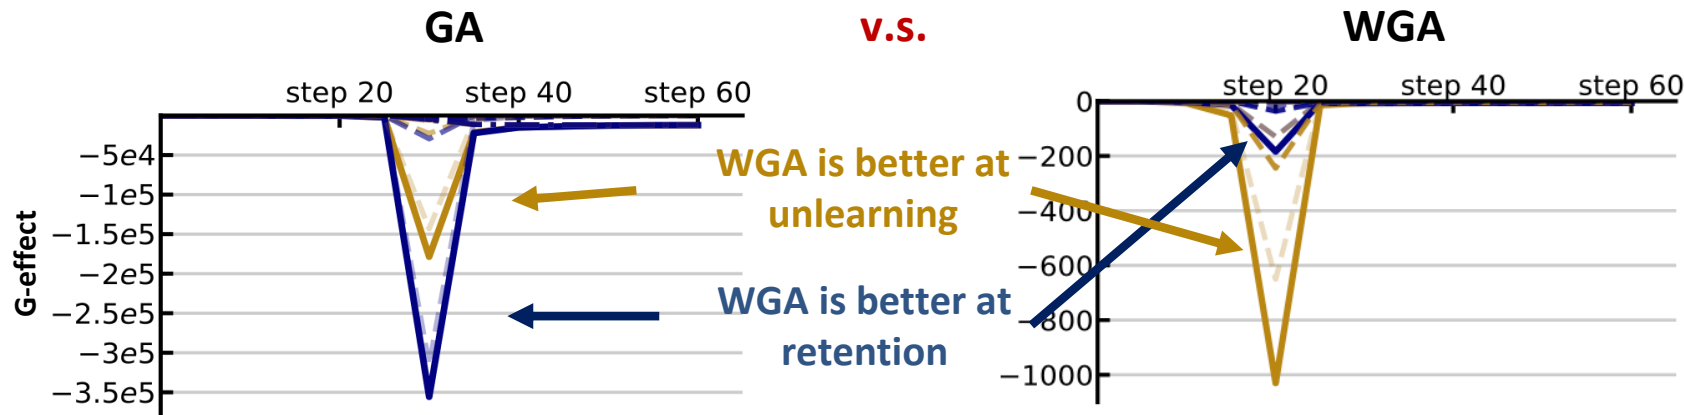 GA
v.s.
WGA
step 20
step 40
step 60
−5e4
−1e5
−1.5e5
−2e5
−2.5e5
−3e5
−3.5e5
G-effect
WGA is better at
unlearning
WGA is better at
retention
step 20
step 40
step 60
0
−200
−400
−600
−800
−1000